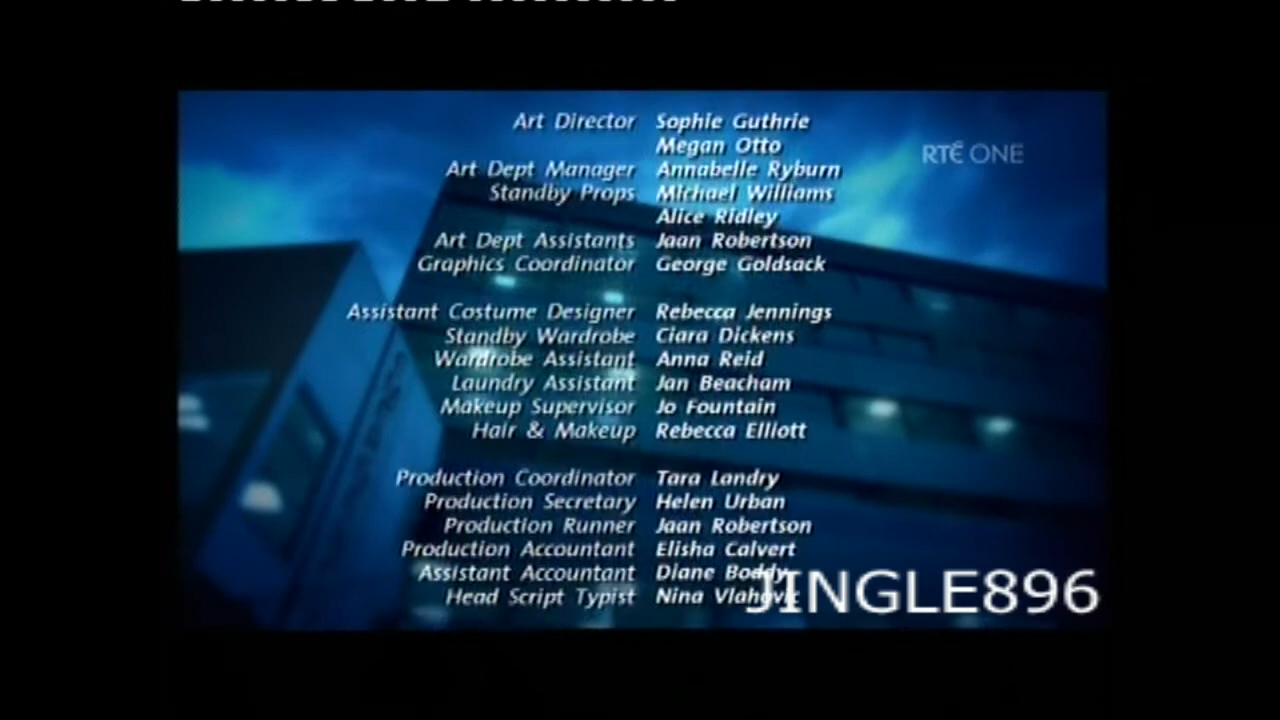 Art Director Sophie Guthrie
Megan Otto
RTÉ ONE
Art Dept Manager Annabelle Ryburn
Standby Props Michael Williams
Alice Ridley
Art Dept Assistants Jaan Robertson
Graphics Coordinator George Goldsack
Assistant Costume Designer Rebecca Jennings
Standby Wardrobe Ciara Dickens
Wardrobe Assistant Anna Reid
Laundry Assistant Jan Beacham
Makeup Supervisor Jo Fountain
Hair & Makeup Rebecca Elliott
Production Coordinator Tara Landry
Production Secretary Helen Urban
Production Runner Jaan Robertson
Production Accountant Elisha Calvert
Assistant Accountant Diane Boddy
Head Script Typist Nina Vlahovic
JINGLE896